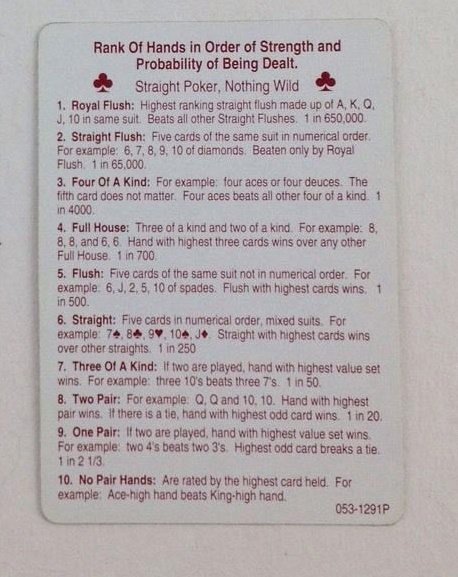 Rank Of Hands in Order of Strength and
Probability of Being Dealt.
♣ Straight Poker, Nothing Wild ♣
1. Royal Flush: Highest ranking straight flush made up of A, K, Q,
J, 10 in same suit. Beats all other Straight Flushes. 1 in 650,000.
2. Straight Flush: Five cards of the same suit in numerical order.
For example: 6, 7, 8, 9, 10 of diamonds. Beaten only by Royal
Flush. 1 in 65,000.
3. Four Of A Kind: For example: four aces or four deuces. The
fifth card does not matter. Four aces beats all other four of a kind. 1
in 4000.
4. Full House: Three of a kind and two of a kind. For example: 8,
8, 8, and 6, 6. Hand with highest three cards wins over any other
Full House. 1 in 700.
5. Flush: Five cards of the same suit not in numerical order. For
example: 6, J, 2, 5, 10 of spades. Flush with highest cards wins. 1
in 500.
6. Straight: Five cards in numerical order, mixed suits. For
example: 7♠, 8♣, 9♥, 10♠, J♦. Straight with highest cards wins
over other straights. 1 in 250
7. Three Of A Kind: If two are played, hand with highest value set
wins. For example: three 10's beats three 7's. 1 in 50.
8. Two Pair: For example: Q, Q and 10, 10. Hand with highest
pair wins. If there is a tie, hand with highest odd card wins. 1 in 20.
9. One Pair: If two are played, hand with highest value set wins.
For example: two 4's beats two 3's. Highest odd card breaks a tie.
1 in 2 1/3.
10. No Pair Hands: Are rated by the highest card held. For
example: Ace-high hand beats King-high hand.
053-1291P